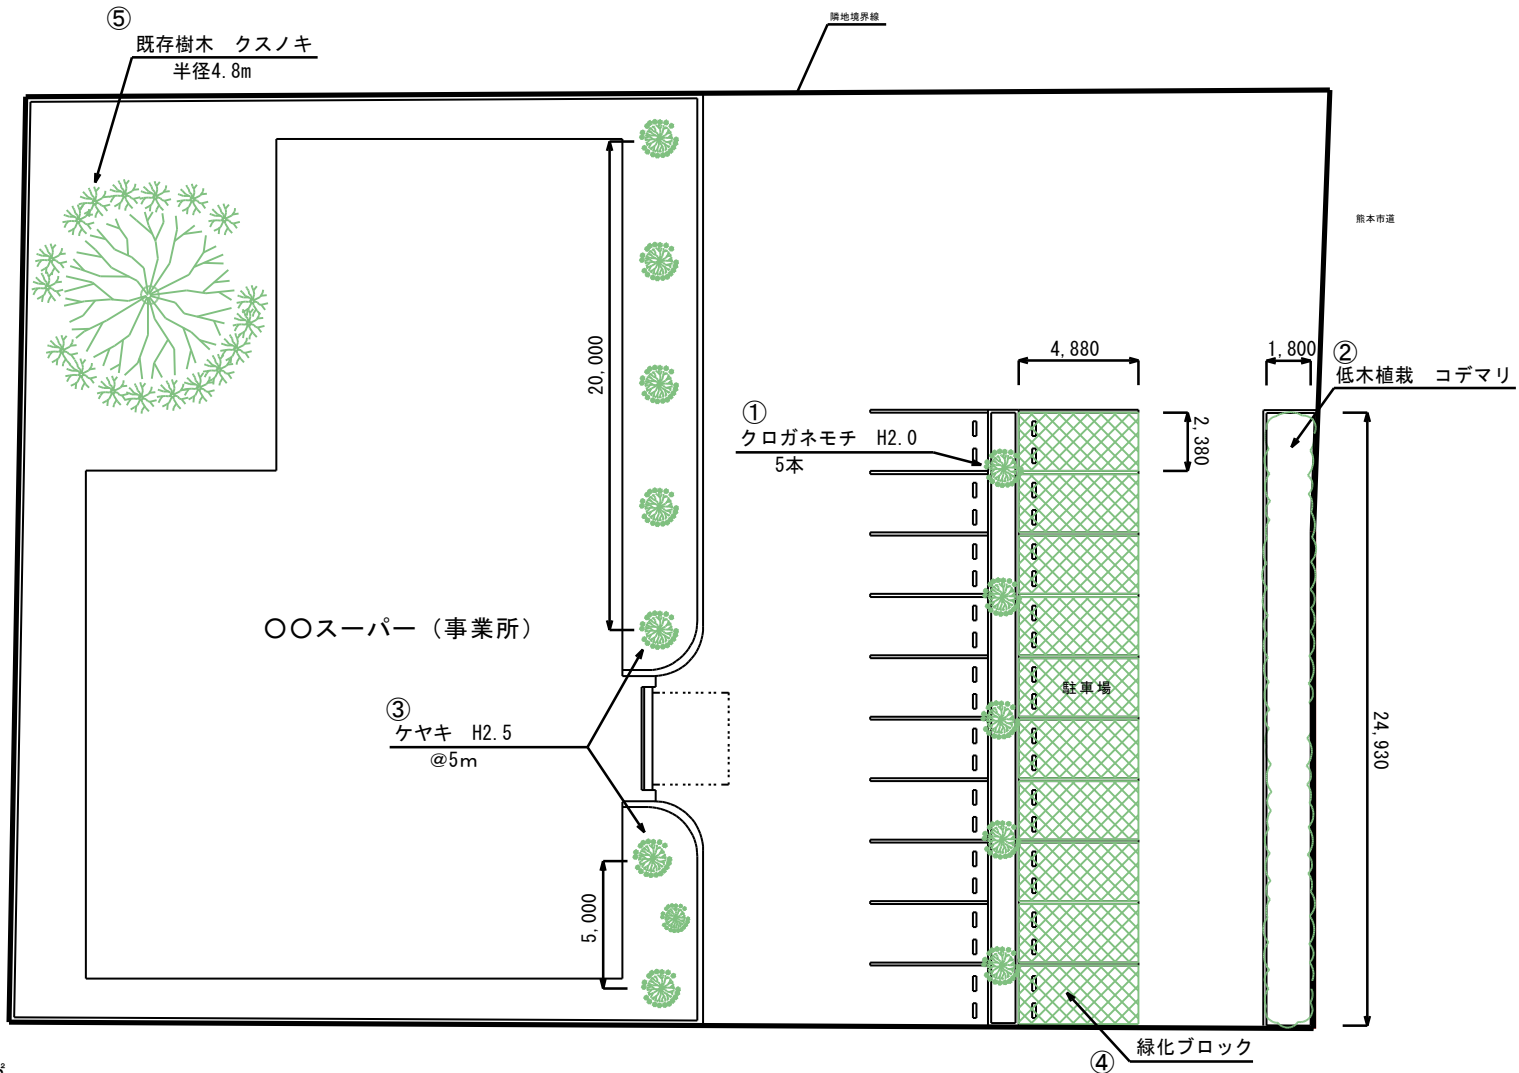 ⑤
既存樹木　クスノキ
半径4.8m
隣地境界線
熊本市道
20,000
4,880
1,800
②
低木植栽　コデマリ
2,380
①
クロガネモチ　H2.0
5本
〇〇スーパー（事業所）
駐車場
③
ケヤキ　H2.5
@5m
24,930
5,000
④
緑化ブロック